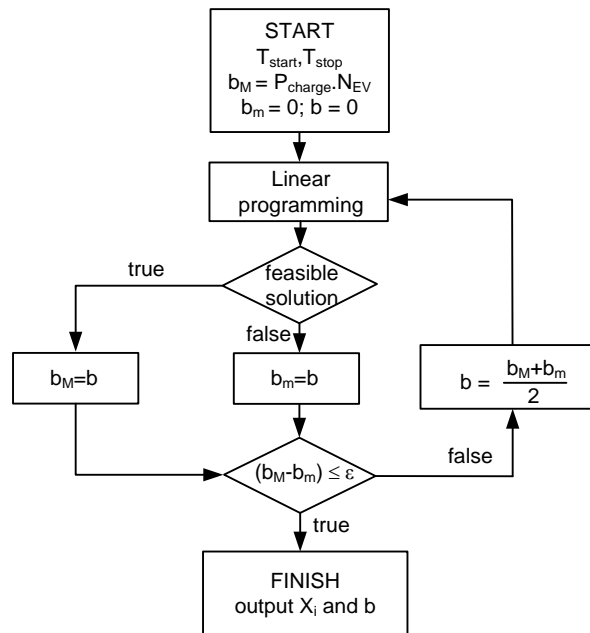 START
T_start,T_stop
b_M = P_charge.N_EV
b_m = 0; b = 0
Linear
programming
true
feasible
solution
false
b_M=b
b_m=b
b = b_M+b_m
2
(b_M-b_m) ≤ ε
false
true
FINISH
output X_i and b